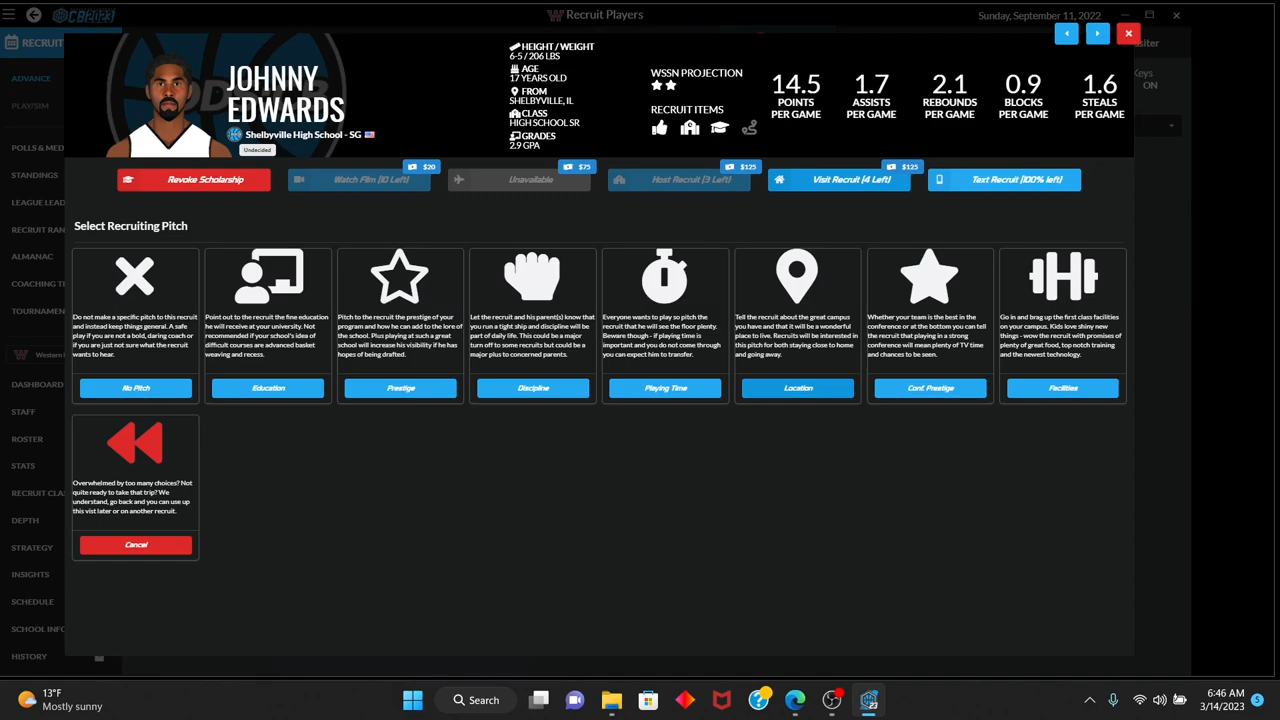 CB2023
Recruit Players
Sunday, September 11, 2022
RECRUIT
ADVANCE
PLAY/SIM
POLLS & MED
STANDINGS
LEAGUE LEAD
RECRUIT RAN
ALMANAC
COACHING T
TOURNAMEN
Western
DASHBOARD
STAFF
ROSTER
STATS
RECRUIT CLA
DEPTH
STRATEGY
INSIGHTS
SCHEDULE
SCHOOL INFO
HISTORY
JOHNNY
EDWARDS
Shelbyville High School - SG
Undecided
HEIGHT / WEIGHT
6-5 / 206 LBS
AGE
17 YEARS OLD
FROM
SHELBYVILLE, IL
CLASS
HIGH SCHOOL SR
GRADES
2.9 GPA
WSSN PROJECTION
RECRUIT ITEMS
14.5
POINTS
PER GAME
1.7
ASSISTS
PER GAME
2.1
REBOUNDS
PER GAME
0.9
BLOCKS
PER GAME
1.6
STEALS
PER GAME
siter
Keys
ON
Revoke Scholarship
$20
Watch Film (10 Left)
$75
Unavailable
$125
Host Recruit (3 Left)
$125
Visit Recruit (4 Left)
Text Recruit (100% left)
Select Recruiting Pitch
Do not make a specific pitch to this recruit
and instead keep things general. A safe
play if you are not a bold, daring coach or
if you are just not sure what the recruit
wants to hear.
No Pitch
Point out to the recruit the fine education
he will receive at your university. Not
recommended if your school's idea of
difficult courses are advanced basket
weaving and recess.
Education
Pitch to the recruit the prestige of your
program and how he can add to the lore of
the school. Plus playing at such a great
school will increase his visibility if he has
hopes of being drafted.
Prestige
Let the recruit and his parent(s) know that
you run a tight ship and discipline will be
part of daily life. This could be a major
turn off to some recruits but could be a
major plus to concerned parents.
Discipline
Everyone wants to play so pitch the
recruit that he will see the floor plenty.
Beware though - if playing time is
important and you do not come through
you can expect him to transfer.
Playing Time
Tell the recruit about the great campus
you have and that it will be a wonderful
place to live. Recruits will be interested in
this pitch for both staying close to home
and going away.
Location
Whether your team is the best in the
conference or at the bottom you can tell
the recruit that playing in a strong
conference will mean plenty of TV time
and chances to be seen.
Conf. Prestige
Go in and brag up the first class facilities
on your campus. Kids love shiny new
things - wow the recruit with promises of
plenty of great food, top notch training
and the newest technology.
Facilities
Overwhelmed by too many choices? Not
quite ready to take that trip? We
understand, go back and you can use up
this vist later or on another recruit.
Cancel
13°F
Mostly sunny
Search
23
6:46 AM
3/14/2023
5